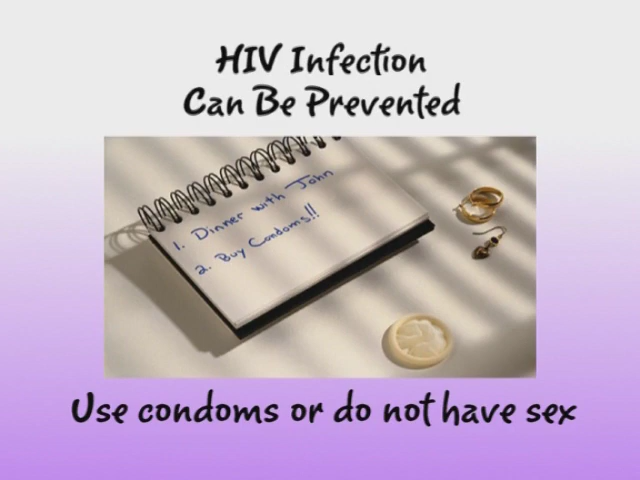 HIV Infection
Can Be Prevented
1. Dinner with John
2. Buy Condoms!!
Use condoms or do not have sex